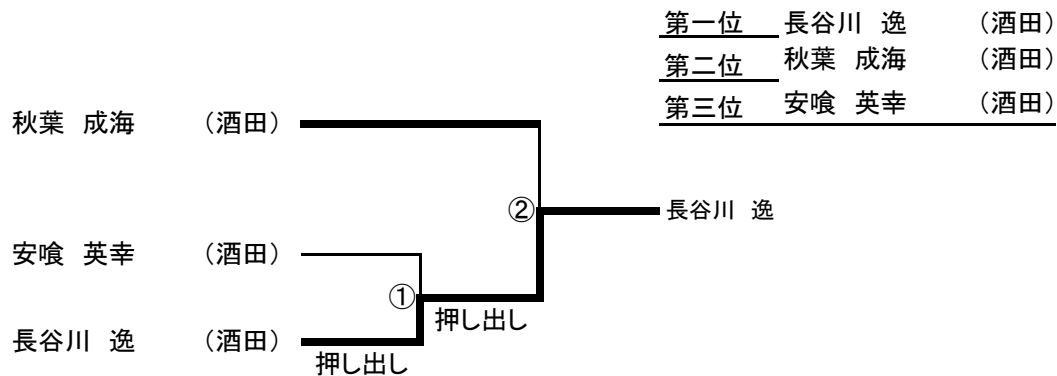 第一位 長谷川 逸 （酒田）
第二位 秋葉 成海 （酒田）
第三位 安喰 英幸 （酒田）
秋葉 成海 （酒田）
② 長谷川 逸
安喰 英幸 （酒田）
①
押し出し
長谷川 逸 （酒田）
押し出し